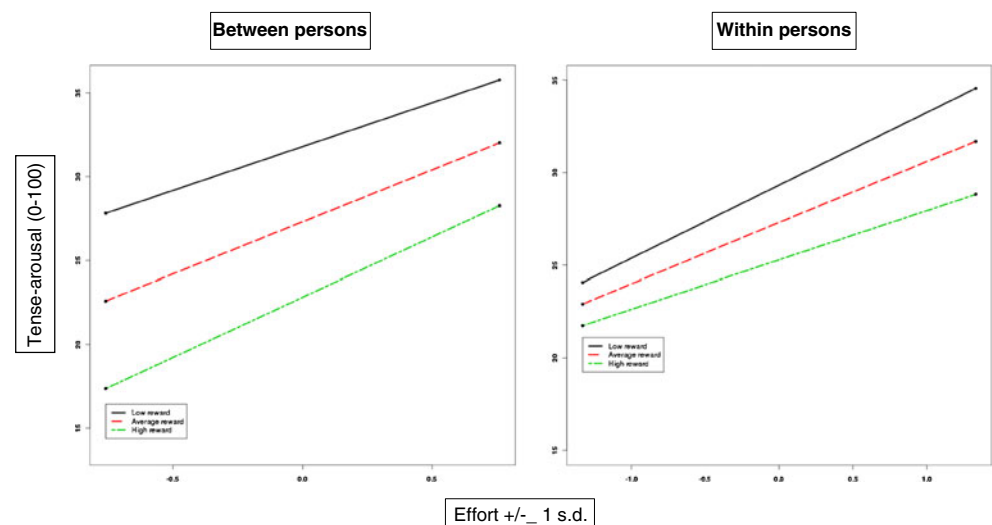 Between persons
Within persons
Tense-arousal (0-100)
35
30
25
20
15
Low reward
Average reward
High reward
-0.5
0.0
0.5
35
30
25
20
15
Low reward
Average reward
High reward
-1.0
-0.5
0.0
0.5
1.0
Effort +/-_ 1 s.d.